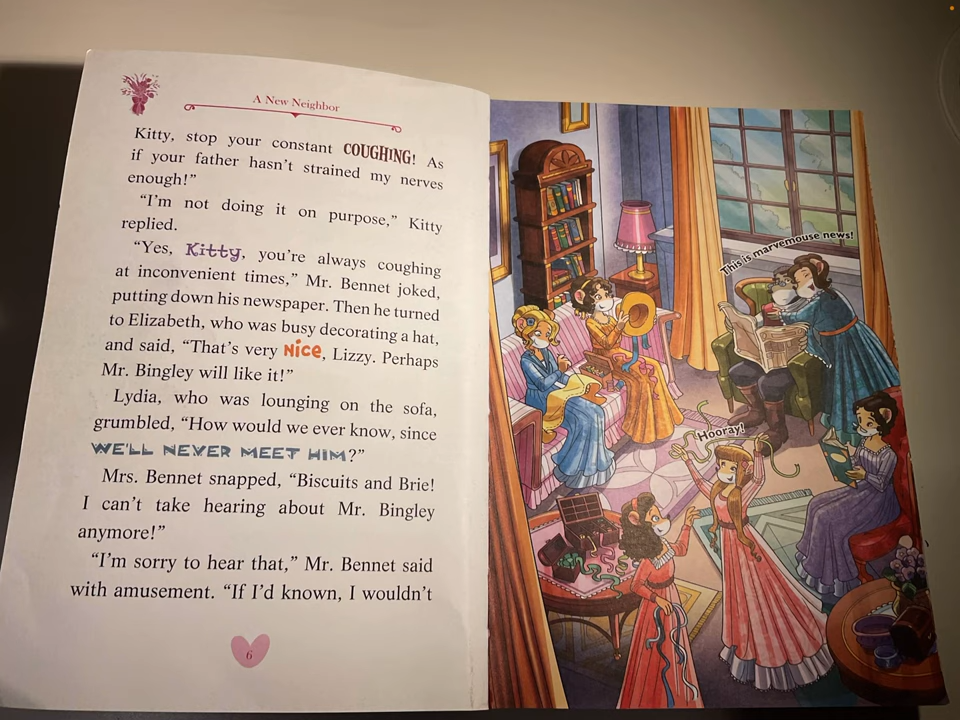 A New Neighbor
Kitty, stop your constant COUGHING! As
if your father hasn't strained my nerves
enough!"
"I'm not doing it on purpose," Kitty
replied.
"Yes, Kitty, you're always coughing
at inconvenient times," Mr. Bennet joked,
putting down his newspaper. Then he turned
to Elizabeth, who was busy decorating a hat,
and said, "That's very Nice, Lizzy. Perhaps
Mr. Bingley will like it!"
Lydia, who was lounging on the sofa,
grumbled, "How would we ever know, since
WE'LL NEVER MEET HIM?"
Mrs. Bennet snapped, "Biscuits and Brie!
I can't take hearing about Mr. Bingley
anymore!"
"I'm sorry to hear that," Mr. Bennet said
with amusement. "If I'd known, I wouldn't
6
This is marvemouse news!
Hooray!